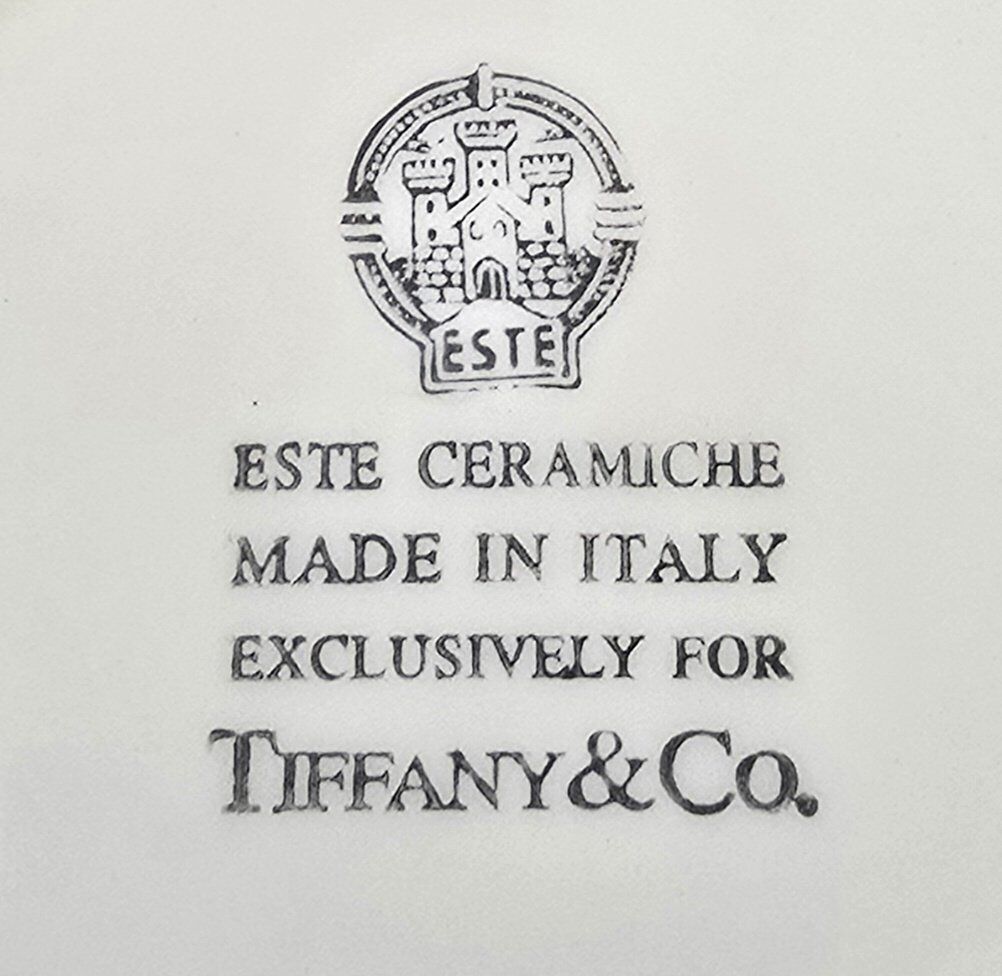 ESTE
ESTE CERAMICHE
MADE IN ITALY
EXCLUSIVELY FOR
TIFFANY & CO.